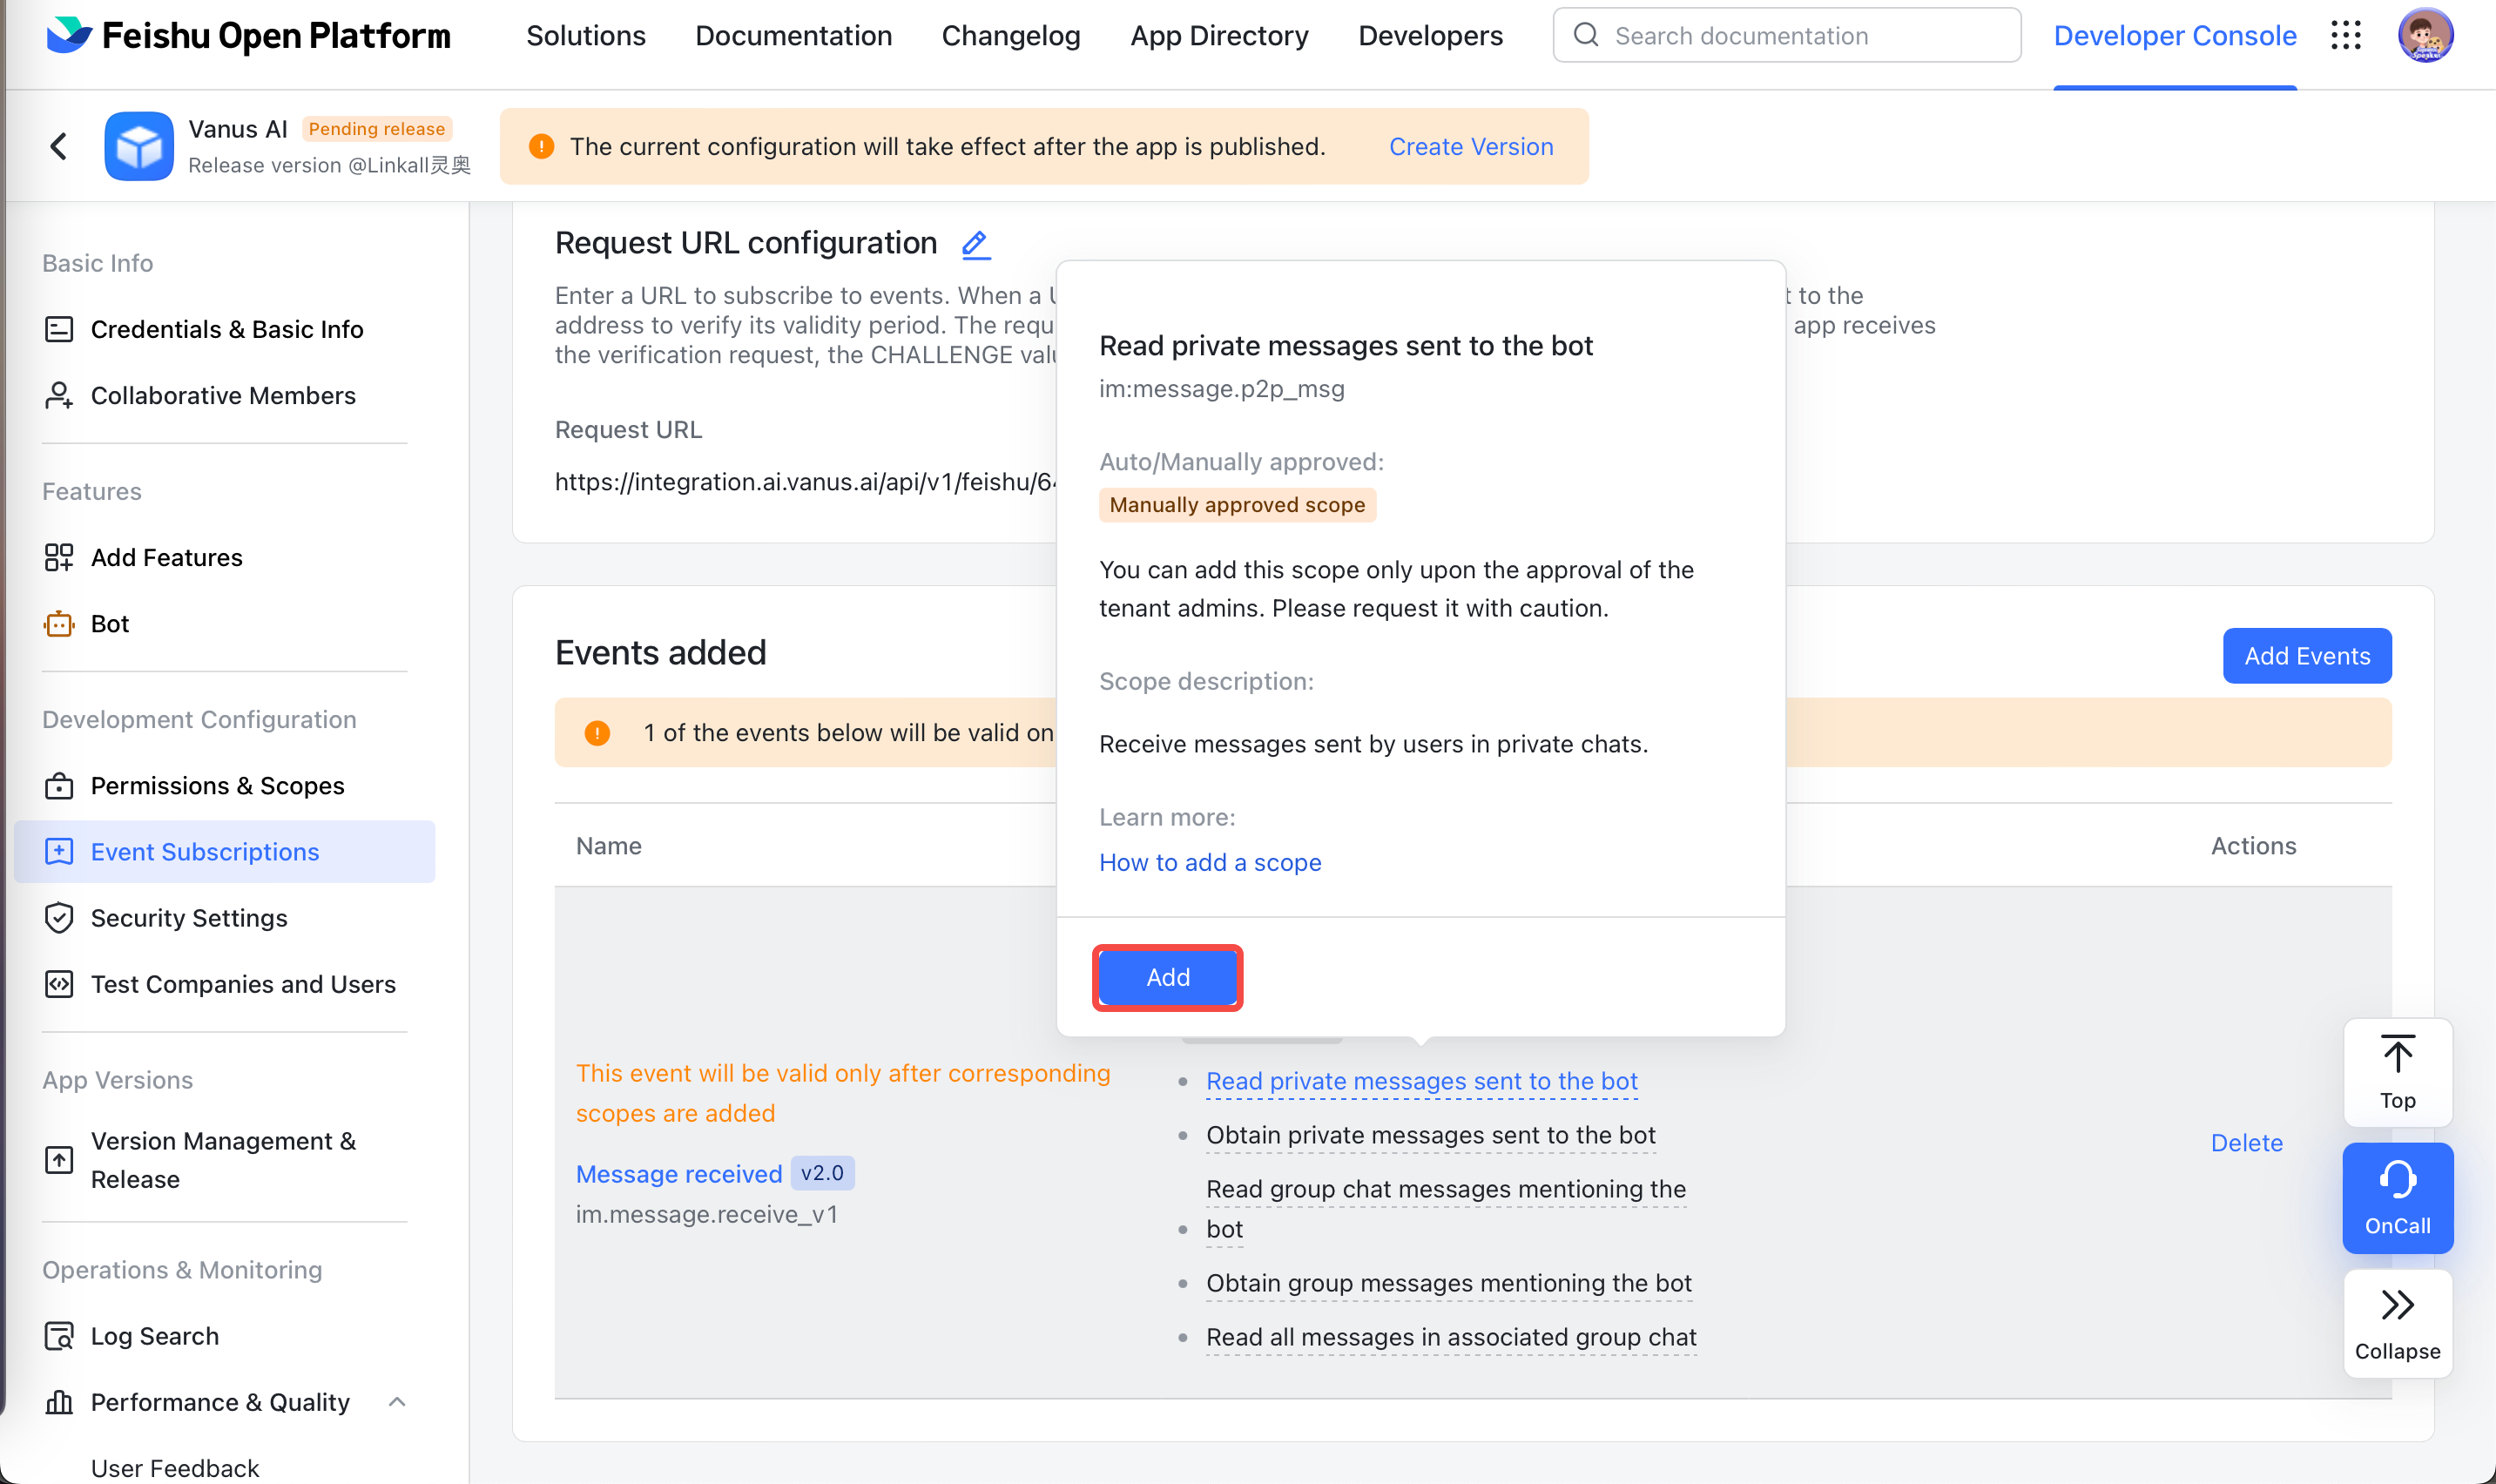 Feishu Open Platform
Solutions
Documentation
Changelog
App Directory
Developers
Search documentation
Developer Console
Vanus AI
Pending release
Release version @Linkall灵奥
The current configuration will take effect after the app is published.
Create Version
Basic Info
Credentials & Basic Info
Collaborative Members
Features
Add Features
Bot
Development Configuration
Permissions & Scopes
Event Subscriptions
Security Settings
Test Companies and Users
App Versions
Version Management &
Release
Operations & Monitoring
Log Search
Performance & Quality
User Feedback
Request URL configuration
Enter a URL to subscribe to events. When a
t to the
address to verify its validity period. The requ
app receives
the verification request, the CHALLENGE valu
Request URL
https://integration.ai.vanus.ai/api/v1/feishu/64
Read private messages sent to the bot
im:message.p2p_msg
Auto/Manually approved:
Manually approved scope
You can add this scope only upon the approval of the
tenant admins. Please request it with caution.
Scope description:
Receive messages sent by users in private chats.
Learn more:
How to add a scope
Add
Events added
Add Events
1 of the events below will be valid on
Name
Actions
This event will be valid only after corresponding
scopes are added
Message received v2.0
im.message.receive_v1
Read private messages sent to the bot
Obtain private messages sent to the bot
Read group chat messages mentioning the
bot
Obtain group messages mentioning the bot
Read all messages in associated group chat
Delete
Top
OnCall
Collapse